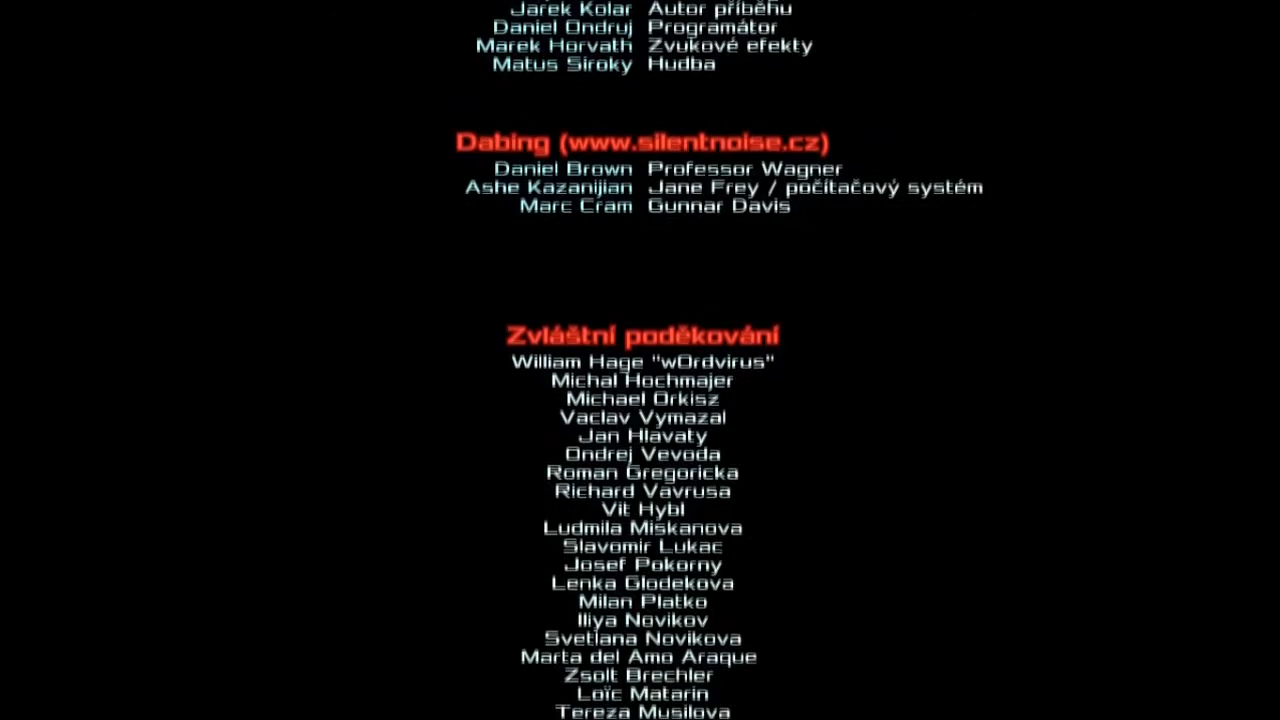 Jarek Kolar Autor příběhu
Daniel Ondruj Programátor
Marek Horvath Zvukové efekty
Matus Siroky Hudba
Dabing (www.silentnoise.cz)
Daniel Brown Professor Wagner
Ashe Kazanijian Jane Frey / počítačový systém
Marc Cram Gunnar Davis
Zvláštní poděkování
William Hage "w0rdvirus"
Michal Hochmajer
Michael Orkisz
Vaclav Vymazal
Jan Hlavaty
Ondrej Vevoda
Roman Gregoricka
Richard Vavrusa
Vit Hybl
Ludmila Miskanova
Slavomir Lukac
Josef Pokorny
Lenka Glodekova
Milan Platko
Iliya Novikov
Svetlana Novikova
Marta del Amo Araque
Zsolt Brechler
Loïc Matarin
Tereza Musilova